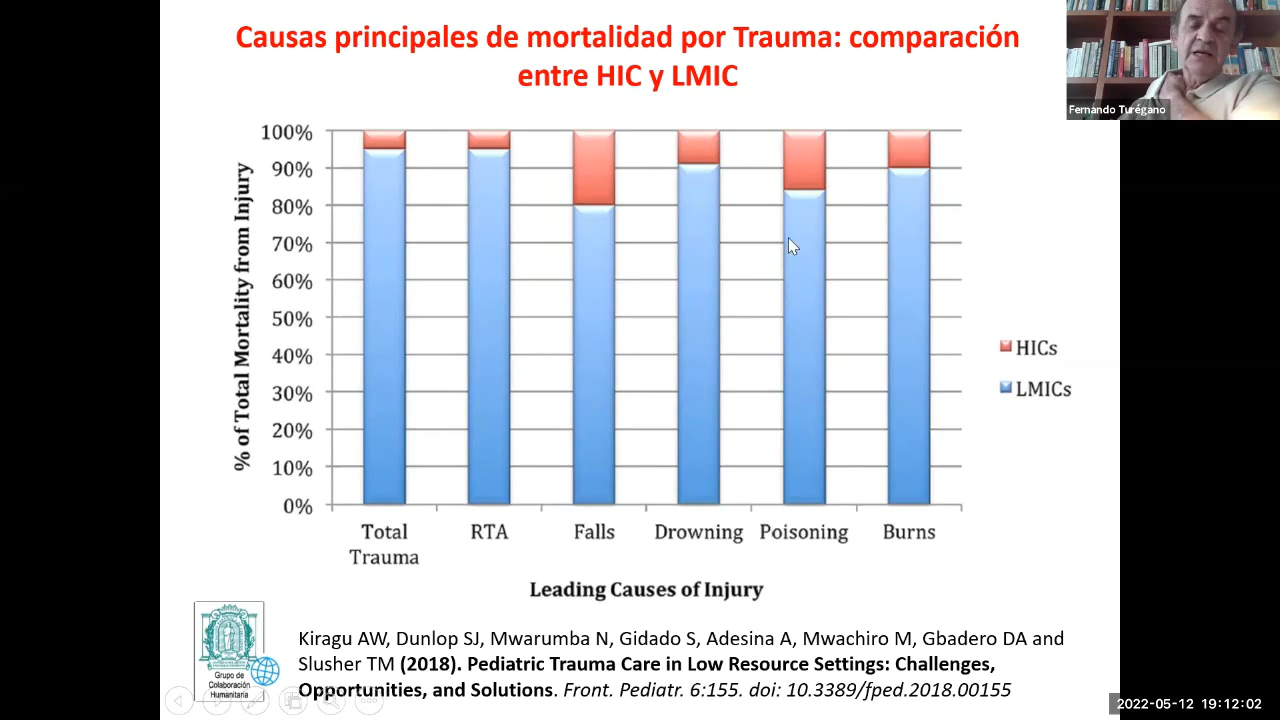 Causas principales de mortalidad por Trauma: comparación
entre HIC y LMIC
Fernando Turégano
% of Total Mortality from Injury
100%
90%
80%
70%
60%
50%
40%
30%
20%
10%
0%
Total Trauma
RTA
Falls
Drowning
Poisoning
Burns
HICs
LMICs
Leading Causes of Injury
Grupo de
Colaboración
Humanitaria
Kiragu AW, Dunlop SJ, Mwarumba N, Gidado S, Adesina A, Mwachiro M, Gbadero DA and
Slusher TM (2018). Pediatric Trauma Care in Low Resource Settings: Challenges,
Opportunities, and Solutions. Front. Pediatr. 6:155. doi: 10.3389/fped.2018.00155
2022-05-12 19:12:02